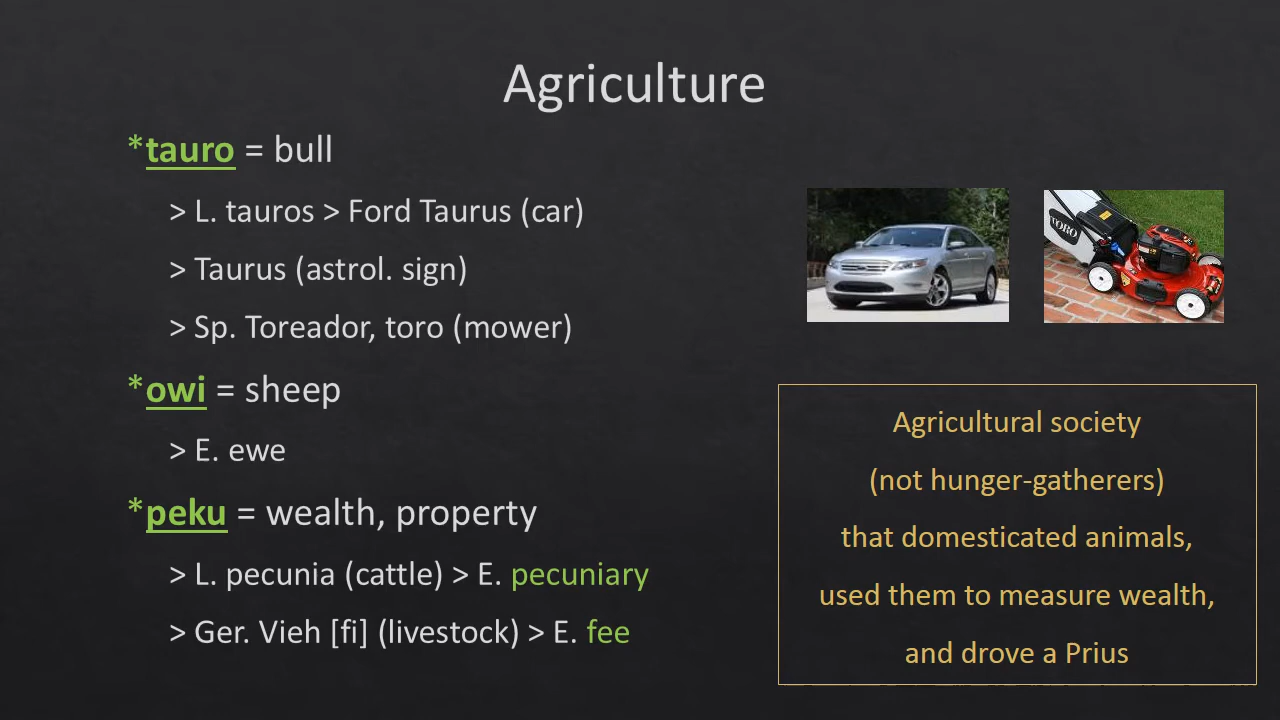 Agriculture
*tauro = bull
> L. tauros > Ford Taurus (car)
> Taurus (astrol. sign)
> Sp. Toreador, toro (mower)
*owi = sheep
> E. ewe
*peku = wealth, property
> L. pecunia (cattle) > E. pecuniary
> Ger. Vieh [fi] (livestock) > E. fee
TORO
Agricultural society
(not hunger-gatherers)
that domesticated animals,
used them to measure wealth,
and drove a Prius